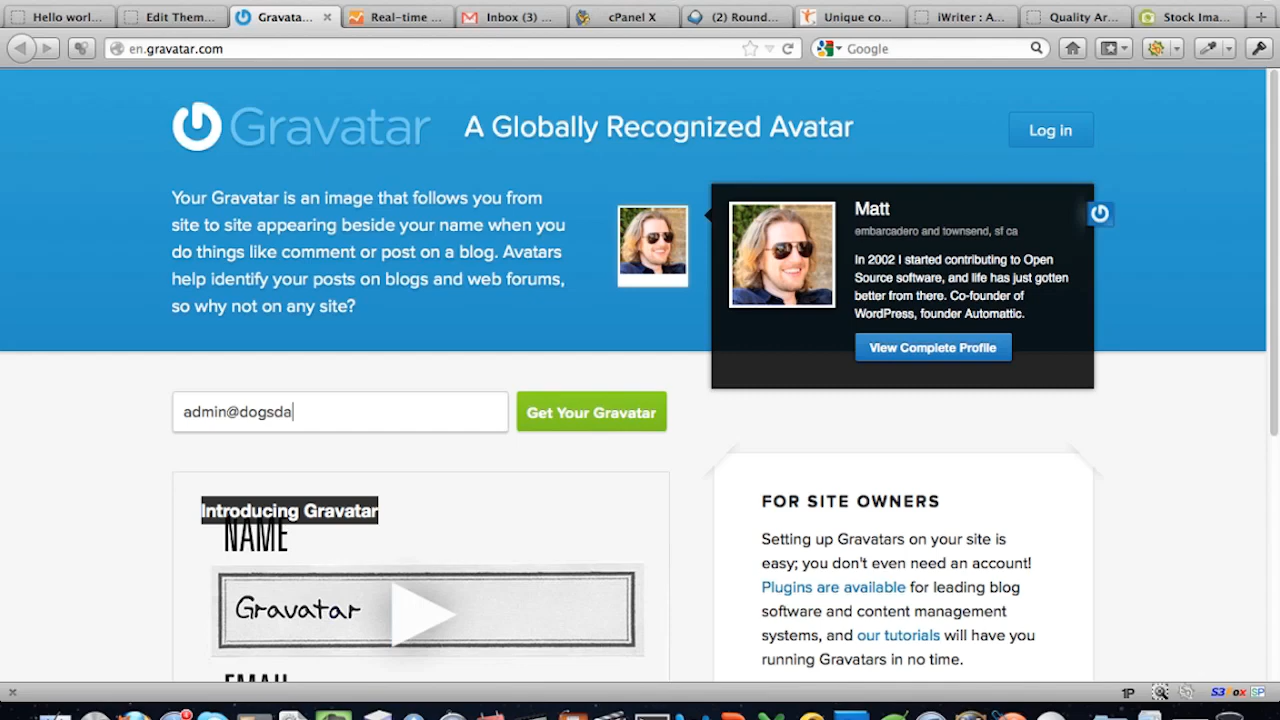 Hello worl...
Edit Them...
Gravata...
Real-time ...
Inbox (3) ...
cPanel X
(2) Round...
Unique co...
iWriter : A...
Quality Ar...
Stock Ima...
en.gravatar.com
Google
Gravatar
A Globally Recognized Avatar
Log in
Your Gravatar is an image that follows you from
site to site appearing beside your name when you
do things like comment or post on a blog. Avatars
help identify your posts on blogs and web forums,
so why not on any site?
Matt
embarcadero and townsend, sf ca
In 2002 I started contributing to Open
Source software, and life has just gotten
better from there. Co-founder of
WordPress, founder Automattic.
View Complete Profile
admin@dogsda
Get Your Gravatar
Introducing Gravatar
NAME
Gravatar
EMAIL
FOR SITE OWNERS
Setting up Gravatars on your site is
easy; you don't even need an account!
Plugins are available for leading blog
software and content management
systems, and our tutorials will have you
running Gravatars in no time.
1P
S3Fox
SP